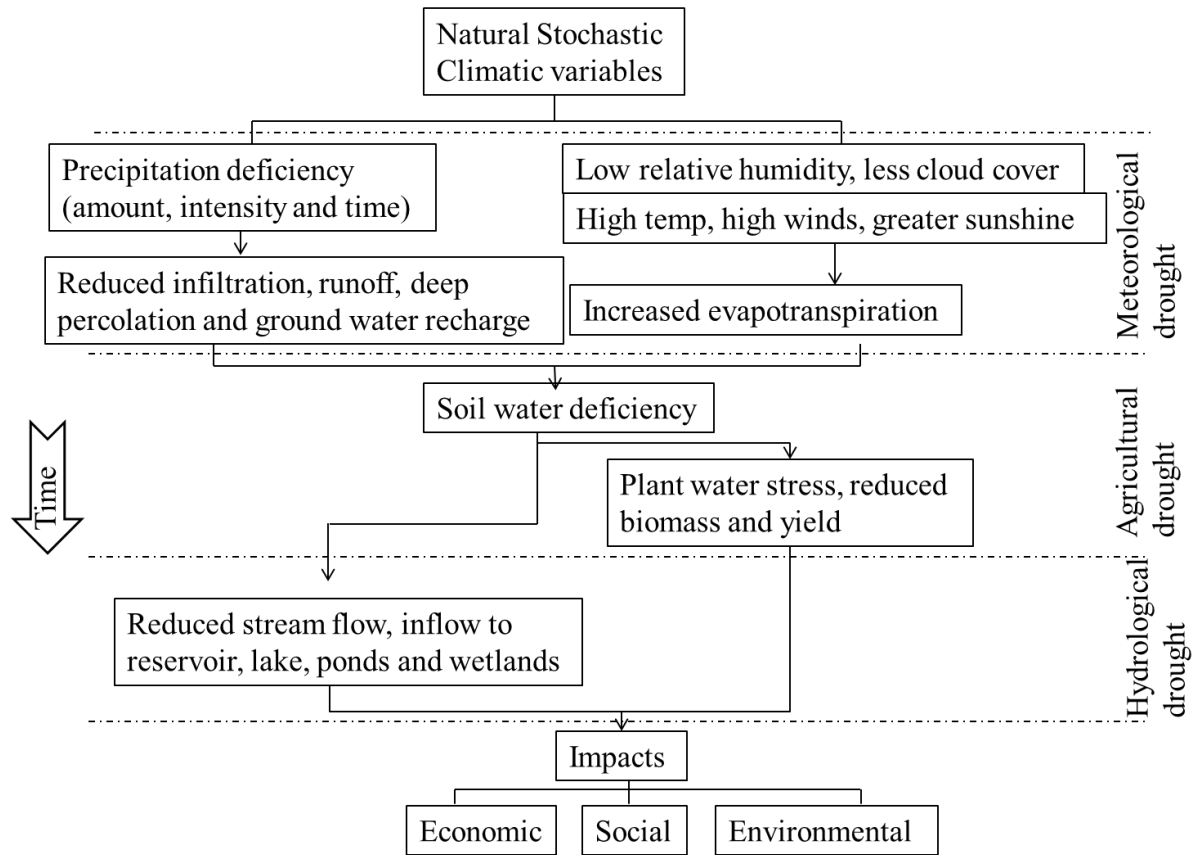 Natural Stochastic
Climatic variables
Precipitation deficiency
(amount, intensity and time)
Low relative humidity, less cloud cover
High temp, high winds, greater sunshine
Reduced infiltration, runoff, deep
percolation and ground water recharge
Increased evapotranspiration
Meteorological
drought
Soil water deficiency
Time
Plant water stress, reduced
biomass and yield
Agricultural
drought
Reduced stream flow, inflow to
reservoir, lake, ponds and wetlands
Hydrological
drought
Impacts
Economic
Social
Environmental